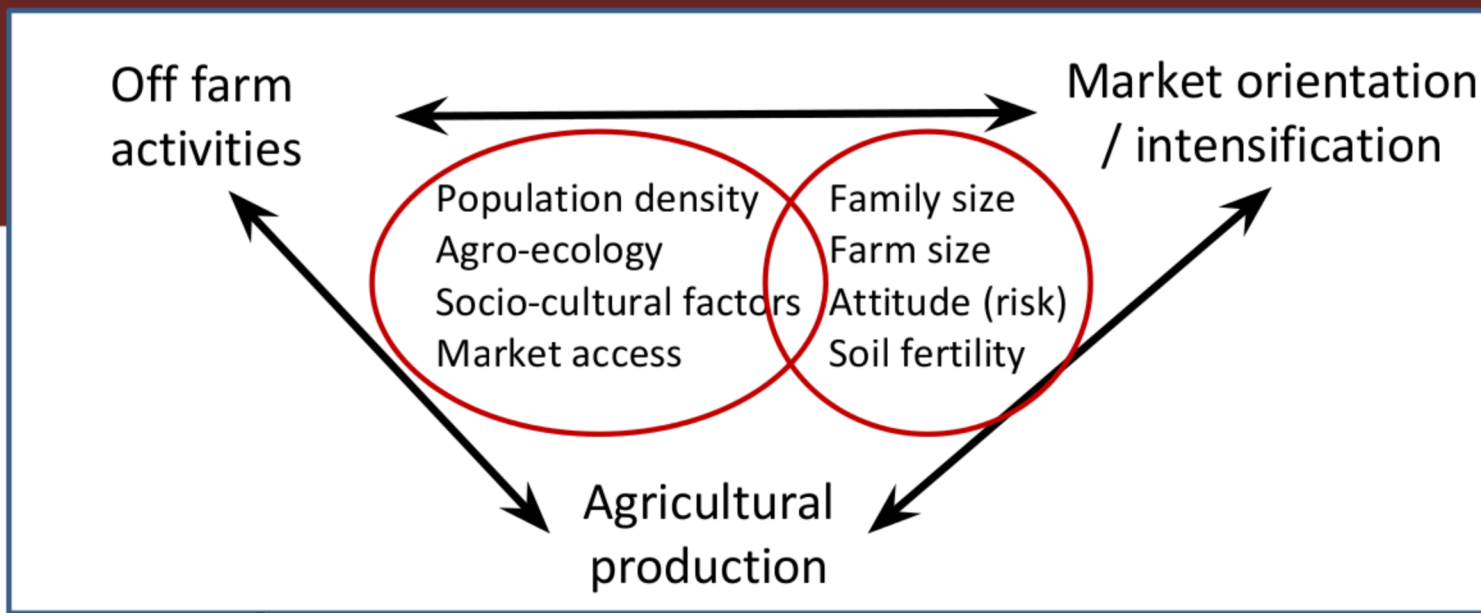 Off farm
activities
Market orientation
/ intensification
Population density
Agro-ecology
Socio-cultural factors
Market access
Family size
Farm size
Attitude (risk)
Soil fertility
Agricultural
production